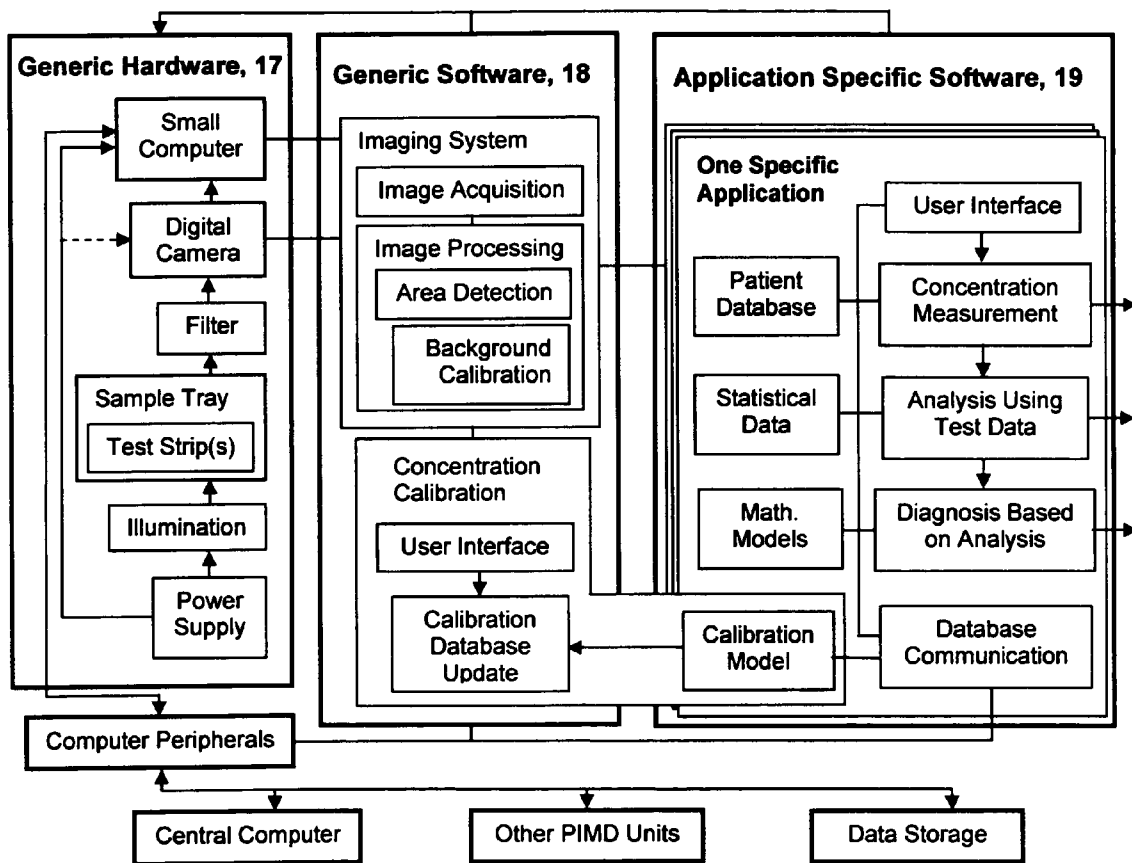 Generic Hardware, 17
Small
Computer
Digital
Camera
Filter
Sample Tray
Test Strip(s)
Illumination
Power
Supply
Generic Software, 18
Imaging System
Image Acquisition
Image Processing
Area Detection
Background
Calibration
Concentration
Calibration
User Interface
Calibration
Database
Update
Application Specific Software, 19
One Specific
Application
User Interface
Patient
Database
Concentration
Measurement
Statistical
Data
Analysis Using
Test Data
Math.
Models
Diagnosis Based
on Analysis
Calibration
Model
Database
Communication
Computer Peripherals
Central Computer
Other PIMD Units
Data Storage